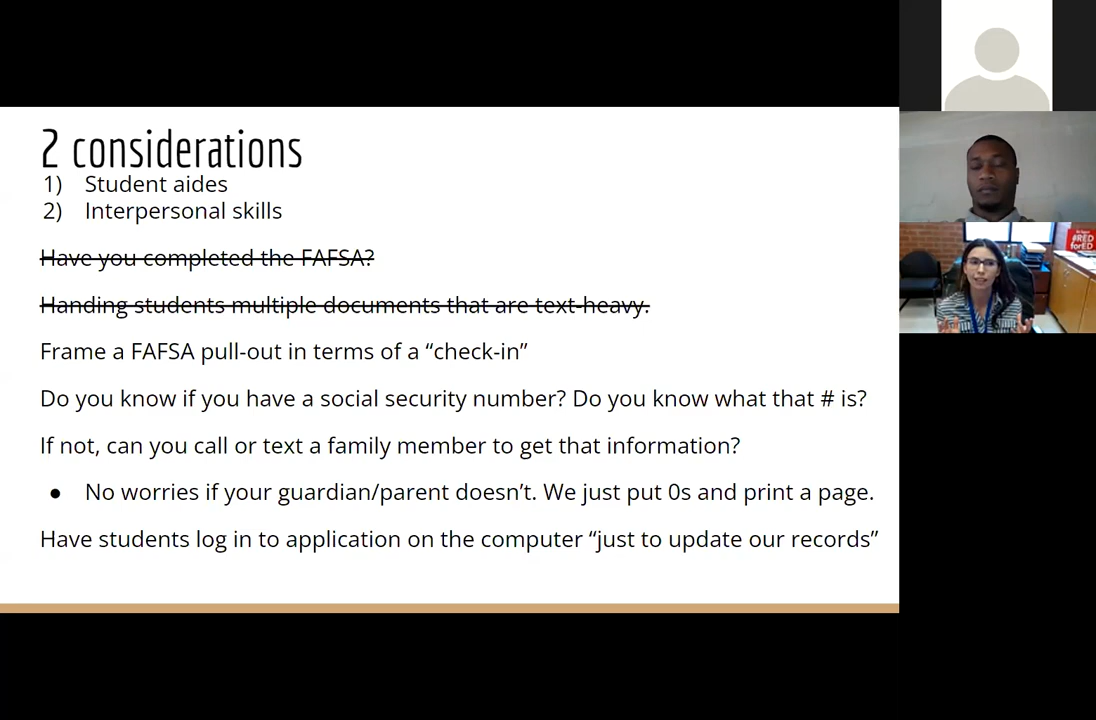 2 considerations
1) Student aides
2) Interpersonal skills
Have you completed the FAFSA?
Handing students multiple documents that are text-heavy.
Frame a FAFSA pull-out in terms of a “check-in”
Do you know if you have a social security number? Do you know what that # is?
If not, can you call or text a family member to get that information?
● No worries if your guardian/parent doesn’t. We just put 0s and print a page.
Have students log in to application on the computer “just to update our records”
#RED
forED